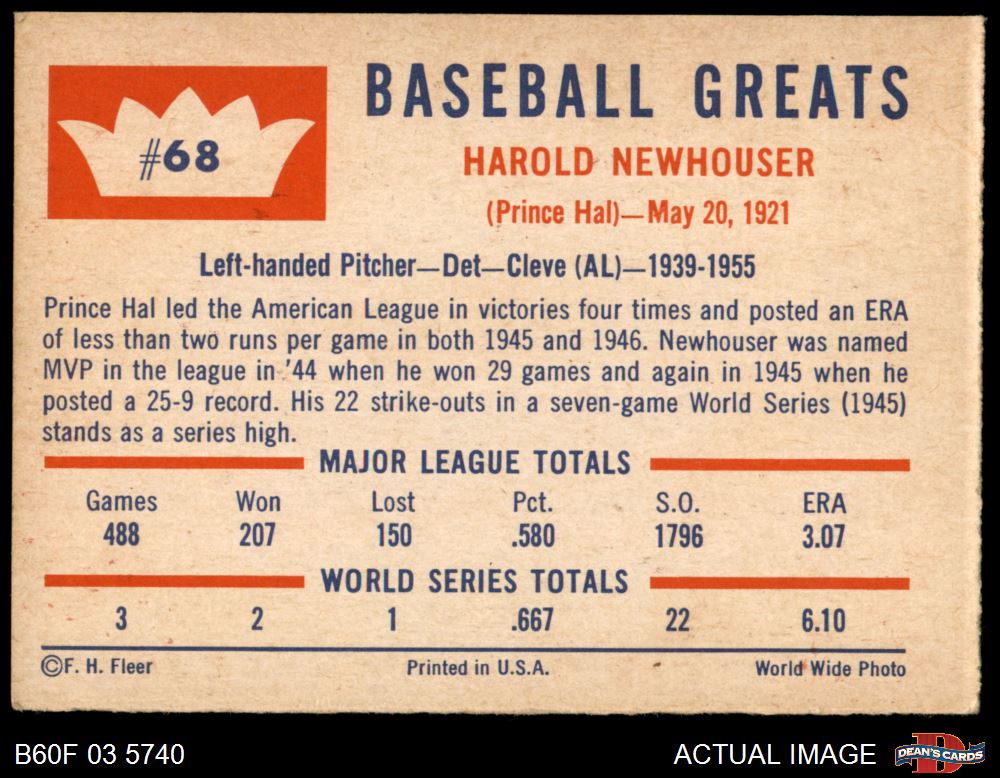 #68
BASEBALL GREATS
HAROLD NEWHOUSER
(Prince Hal)—May 20, 1921
Left-handed Pitcher—Det—Cleve (AL)—1939-1955
Prince Hal led the American League in victories four times and posted an ERA
of less than two runs per game in both 1945 and 1946. Newhouser was named
MVP in the league in '44 when he won 29 games and again in 1945 when he
posted a 25-9 record. His 22 strike-outs in a seven-game World Series (1945)
stands as a series high.
MAJOR LEAGUE TOTALS
Games Won Lost Pct. S.O. ERA
488 207 150 .580 1796 3.07
WORLD SERIES TOTALS
3 2 1 .667 22 6.10
©F. H. Fleer Printed in U.S.A. World Wide Photo
B60F 03 5740 ACTUAL IMAGE DEAN'S CARDS